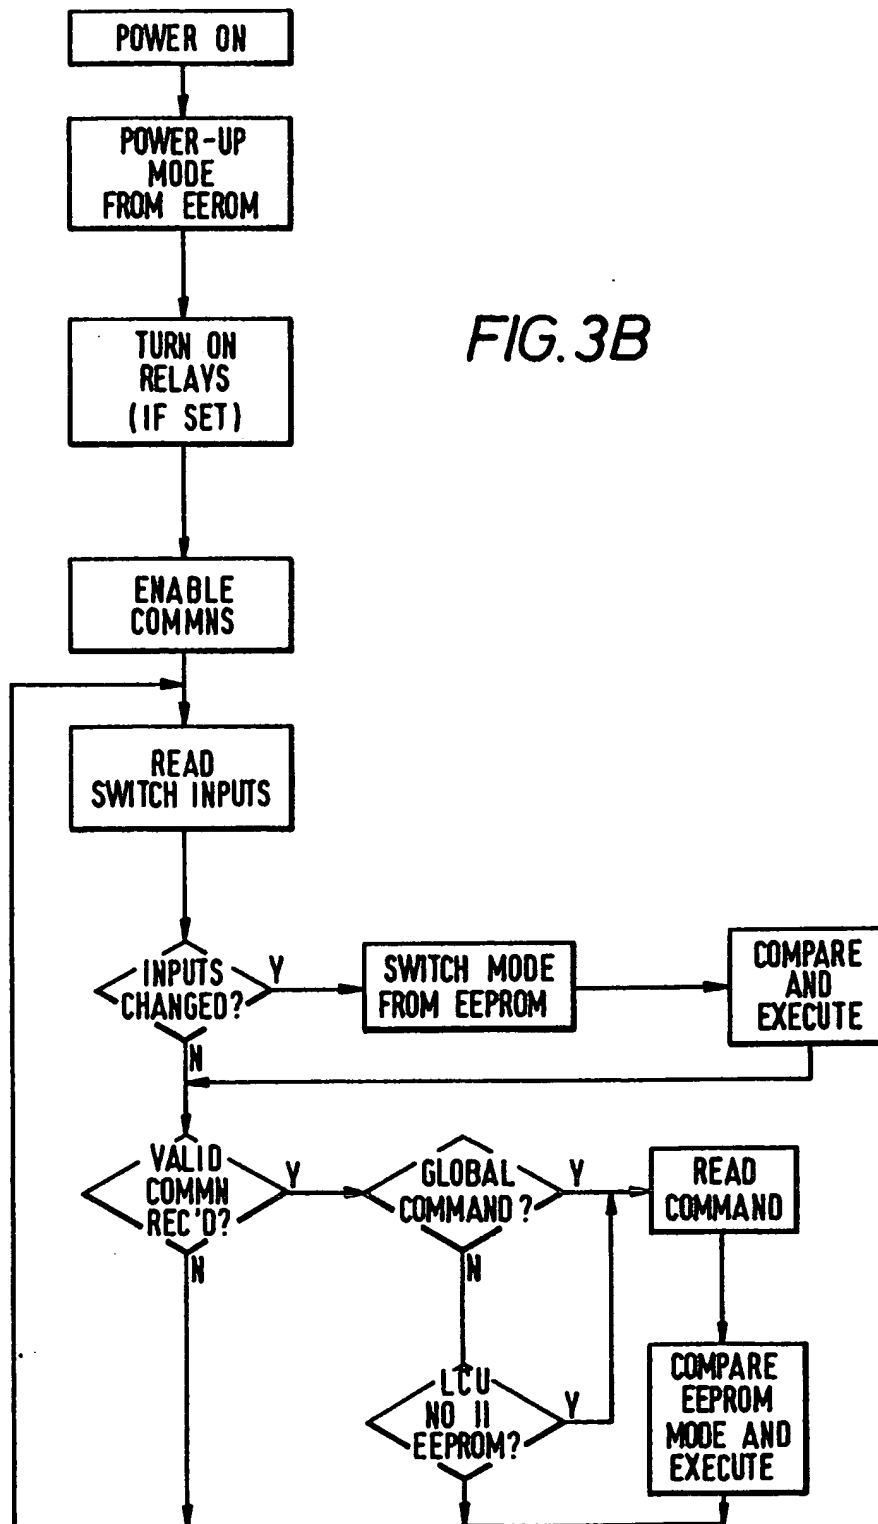 POWER ON
POWER-UP
MODE
FROM EEROM
TURN ON
RELAYS
(IF SET)
FIG.3B
ENABLE
COMMNS
READ
SWITCH INPUTS
INPUTS
CHANGED?
Y
N
SWITCH MODE
FROM EEPROM
COMPARE
AND
EXECUTE
VALID
COMMN
REC'D?
Y
N
GLOBAL
COMMAND?
Y
N
READ
COMMAND
LCU
NO II
EEPROM?
Y
COMPARE
EEPROM
MODE AND
EXECUTE